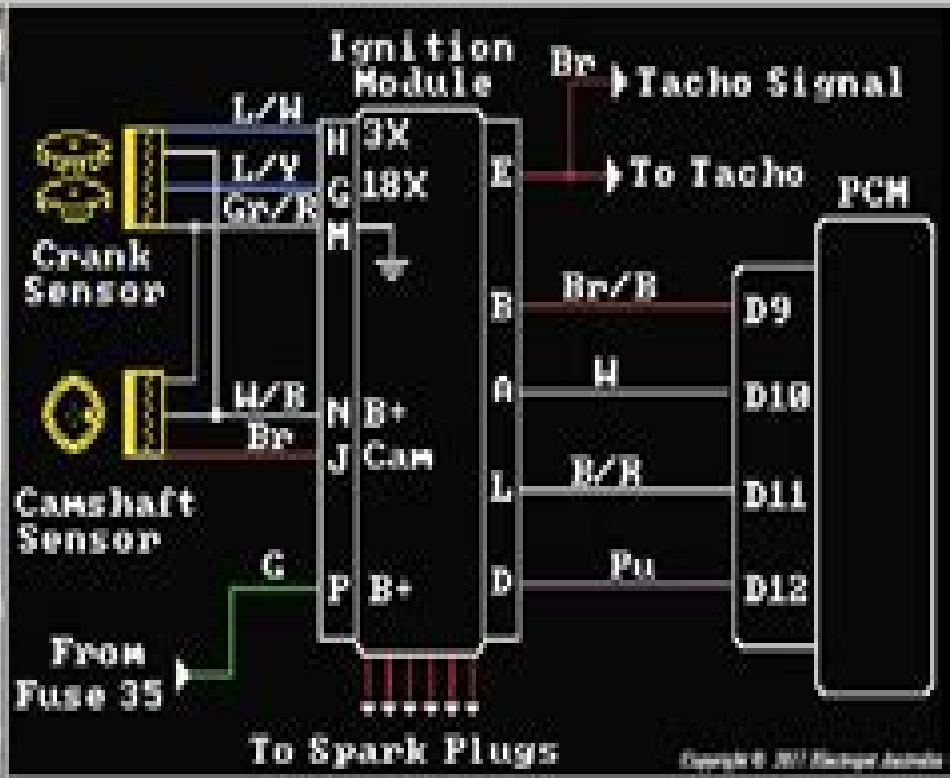 Ignition
Module
Br
Tacho Signal
L/W
H
3X
L/Y
G
18X
E
To Tacho
Gr/R
M
PCM
Crank
Sensor
B
Br/B
D9
A
W
D10
W/R
N
B+
Br
J
Cam
L
B/R
D11
Camshaft
Sensor
G
P
B+
D
Pu
D12
From
Fuse 35
To Spark Plugs
Copyright ©